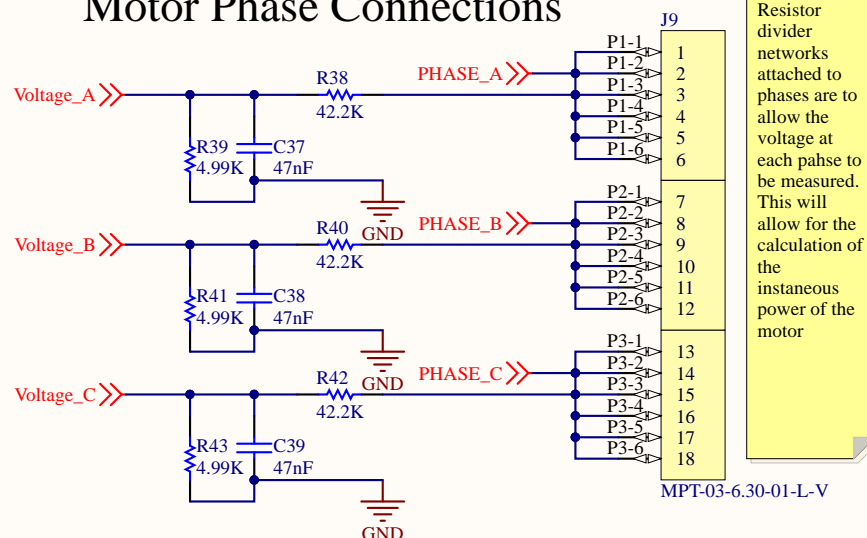 Motor Phase Connections
J9
Voltage_A
R38
42.2K
PHASE_A
R39
4.99K
C37
47nF
GND
P1-1
P1-2
P1-3
P1-4
P1-5
P1-6
1
2
3
4
5
6
Voltage_B
R40
42.2K
PHASE_B
R41
4.99K
C38
47nF
GND
P2-1
P2-2
P2-3
P2-4
P2-5
P2-6
7
8
9
10
11
12
Voltage_C
R42
42.2K
PHASE_C
R43
4.99K
C39
47nF
GND
P3-1
P3-2
P3-3
P3-4
P3-5
P3-6
13
14
15
16
17
18
MPT-03-6.30-01-L-V
Resistor
divider
networks
attached to
phases are to
allow the
voltage at
each pahse to
be measured.
This will
allow for the
calculation of
the
instaneous
power of the
motor